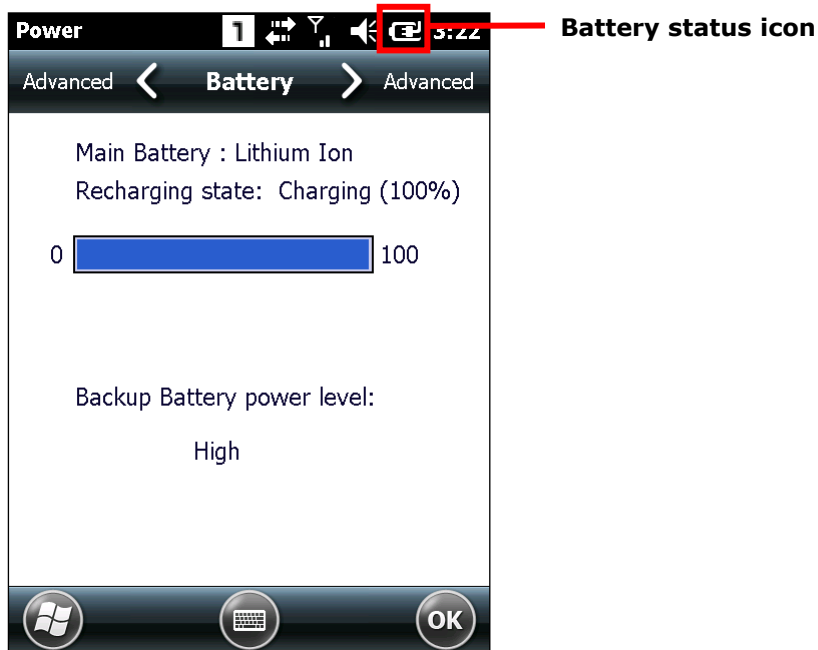 Power 1 3:22
Battery status icon
Advanced Battery Advanced
Main Battery : Lithium Ion
Recharging state: Charging (100%)
0 100
Backup Battery power level:
High
OK